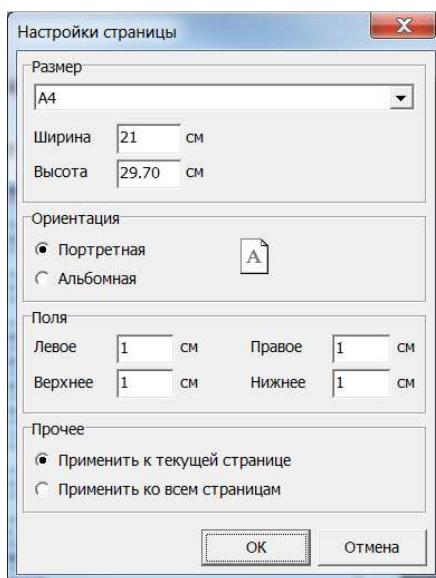 Настройки страницы
Размер
A4
Ширина 21 см
Высота 29.70 см
Ориентация
Портретная
A
Альбомная
Поля
Левое 1 см Правое 1 см
Верхнее 1 см Нижнее 1 см
Прочее
Применить к текущей странице
Применить ко всем страницам
ОК Отмена